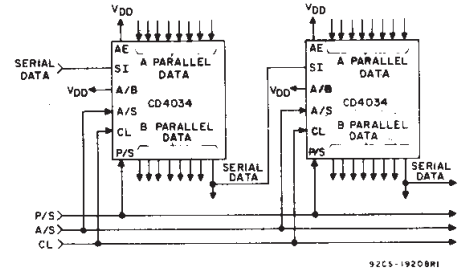 VDD
AE
A PARALLEL
DATA
SERIAL
DATA
SI
VDD
A/B
CD4034
A/S
CL
B PARALLEL
DATA
P/S
SERIAL
DATA
VDD
AE
A PARALLEL
DATA
SI
VDD
A/B
CD4034
A/S
CL
B PARALLEL
DATA
P/S
SERIAL
DATA
P/S
A/S
CL
92CS-19208R1